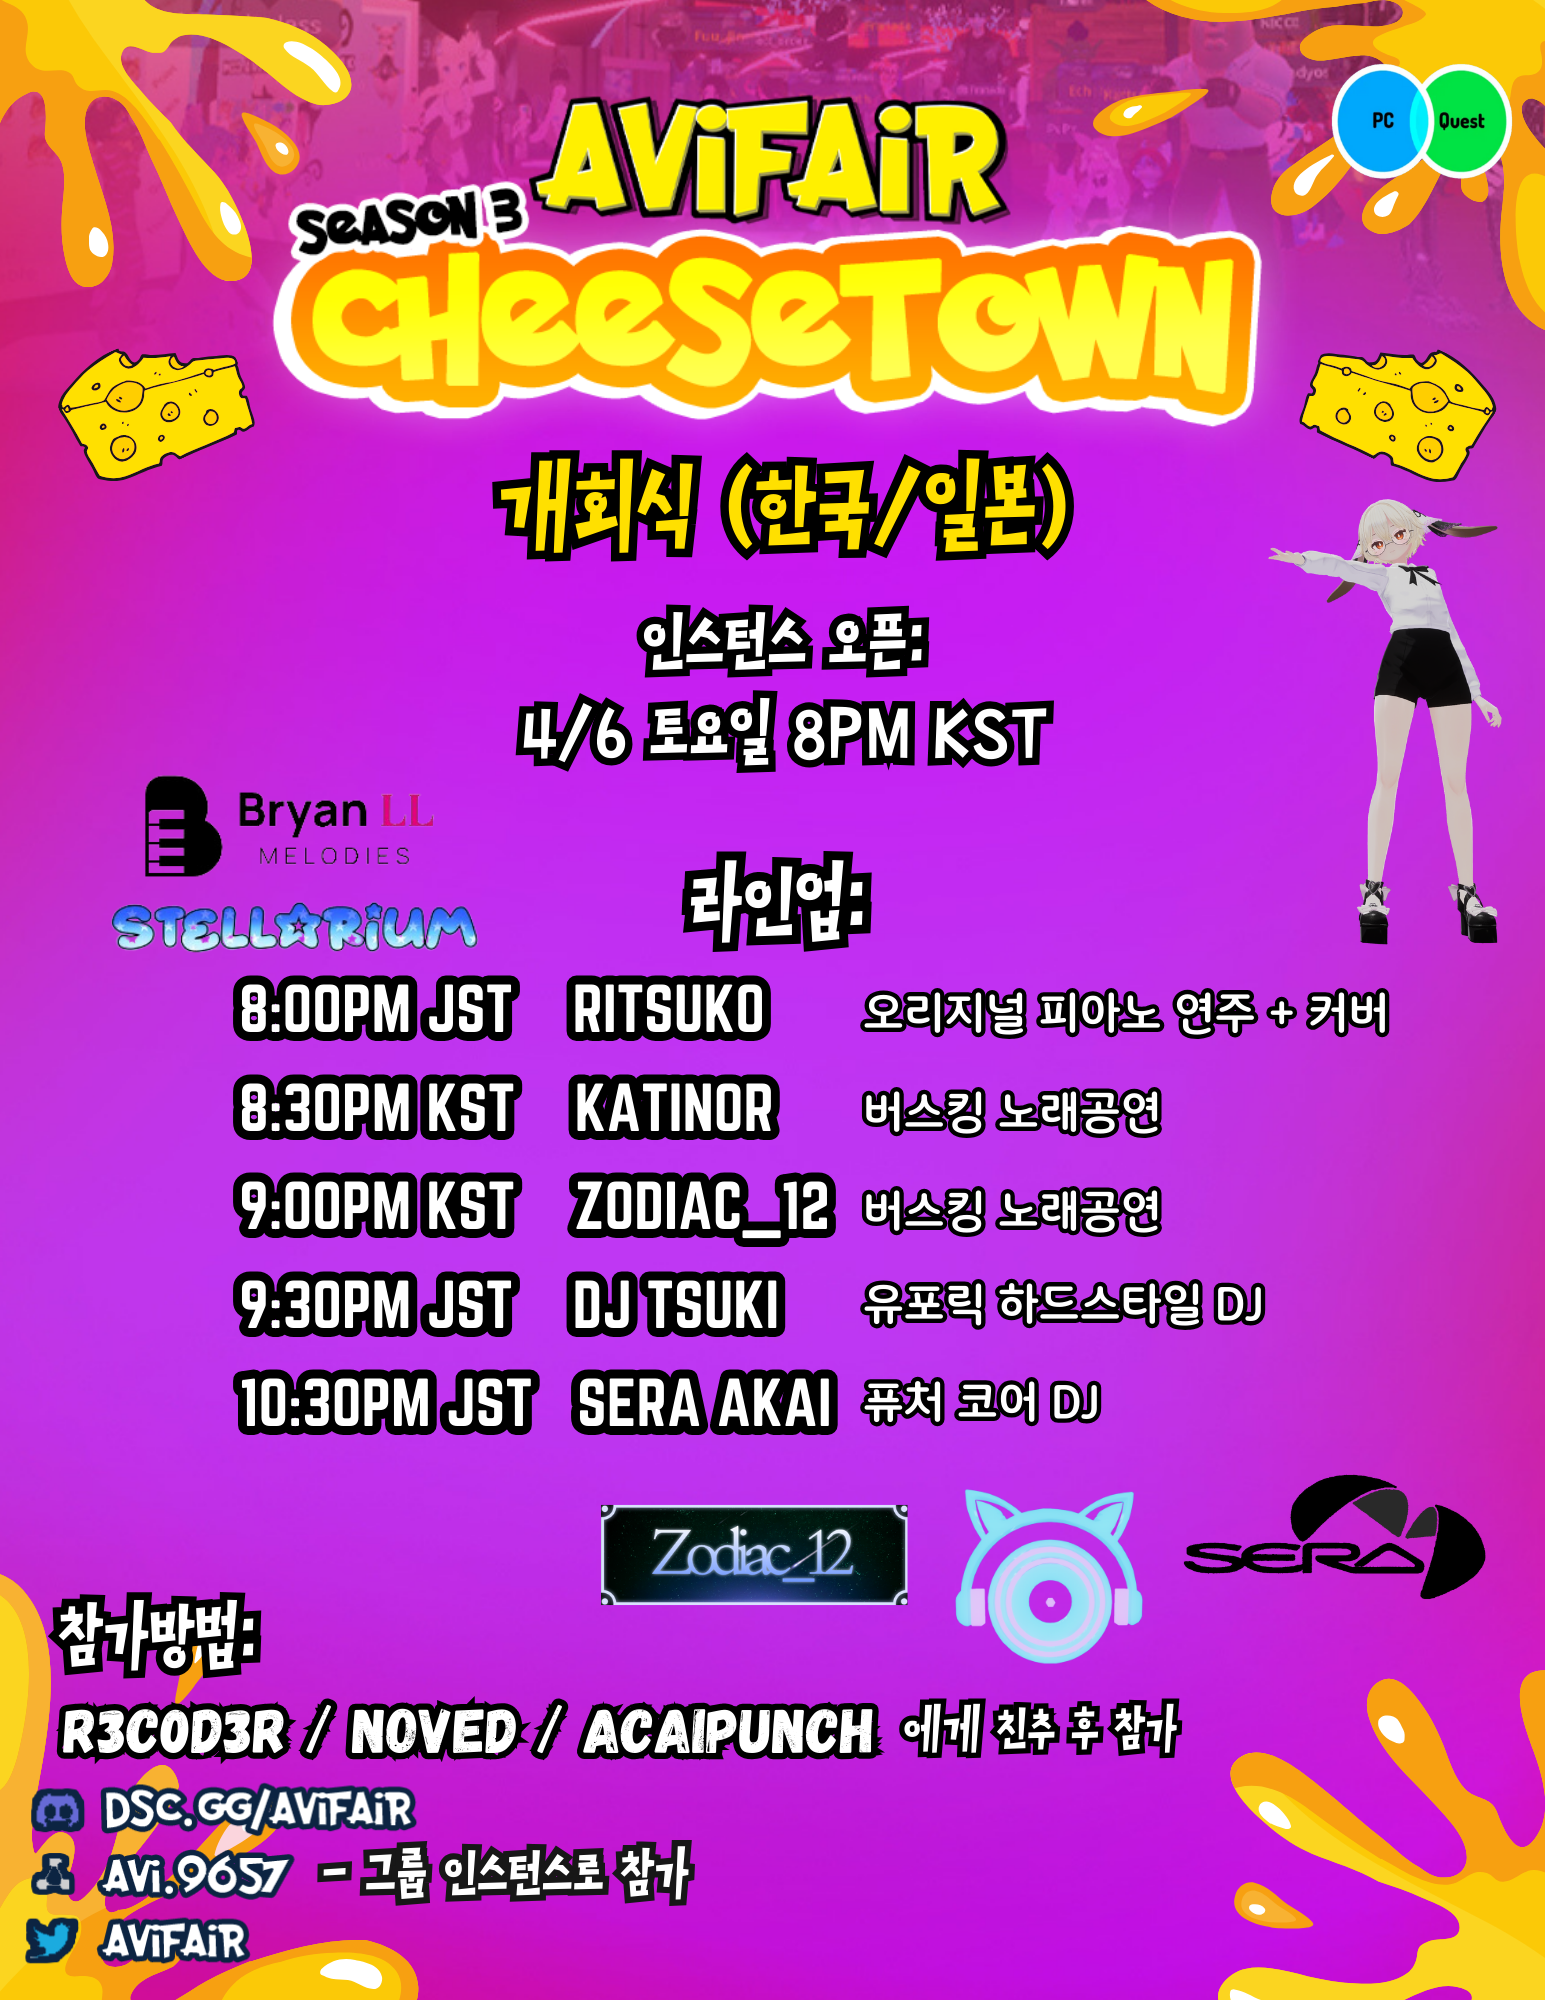 PC Quest
AViFAiR
SEASON 3
CHeeSeTOWN
개회식 (한국/일본)
인스턴스 오픈:
4/6 토요일 8PM KST
Bryan LL
MELODIES
STELLARiUM
라인업:
8:00PM JST RITSUKO 오리지널 피아노 연주 + 커버
8:30PM KST KATINOR 버스킹 노래공연
9:00PM KST ZODIAC_12 버스킹 노래공연
9:30PM JST DJ TSUKI 유포릭 하드스타일 DJ
10:30PM JST SERA AKAI 퓨처 코어 DJ
Zodiac_12
SERA
참가방법:
R3C0D3R / NOVED / ACAIPUNCH 에게 친추 후 참가
DSC.GG/AViFAiR
AVi.9657 - 그룹 인스턴스로 참가
AViFAiR